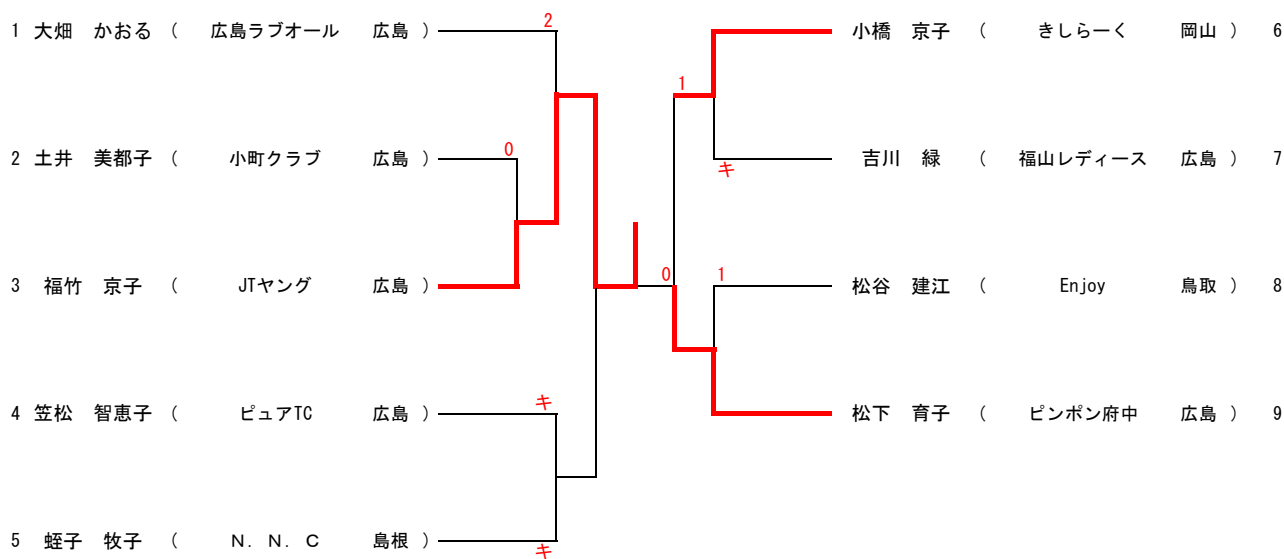 1 大畑 かおる ( 広島ラブオール 広島 ) 2
小橋 京子 ( きしらーく 岡山 ) 6
1
2 土井 美都子 ( 小町クラブ 広島 ) 0
キ 吉川 緑 ( 福山レディース 広島 ) 7
3 福竹 京子 ( JTヤング 広島 )
0 1 松谷 建江 ( Enjoy 鳥取 ) 8
4 笠松 智恵子 ( ピュアTC 広島 ) キ
松下 育子 ( ピンポン府中 広島 ) 9
5 蛭子 牧子 ( N．N．C 島根 ) キ